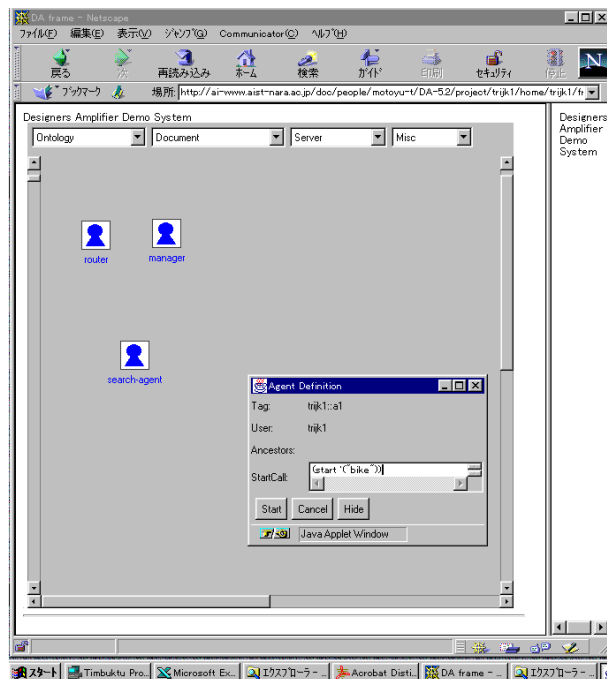 DA frame - Netscape
ファイル(F) 編集(E) 表示(V) ジャンプ(G) Communicator(C) ヘルプ(H)
戻る 次 再読み込み ホーム 検索 ガイド 印刷 セキュリティ 停止 N
ブックマーク 場所: http://ai-www.aist-nara.ac.jp/doc/people/motoyu-t/DA-52/project/trijk1/home/trijk1/fr
Designers Amplifier Demo System
Ontology Document Server Misc
Designers
Amplifier
Demo
System
router manager
search-agent
Agent Definition
Tag: trijk1::a1
User: trijk1
Ancestors:
StartCall: (start '("bike"))
Start Cancel Hide
Java Applet Window
スタート Timbuktu Pro... Microsoft Ex... エクスプローラー - ... Acrobat Disti... DA frame - ... エクスプローラー - ...